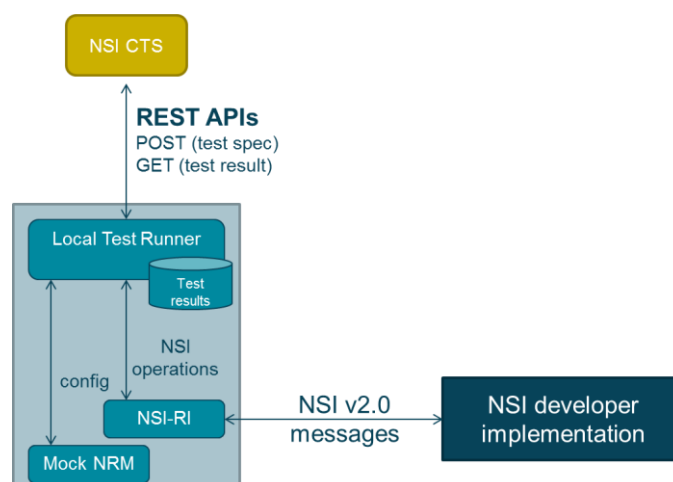 NSI CTS
REST APIs
POST (test spec)
GET (test result)
Local Test Runner
Test
results
NSI
operations
config
NSI-RI
NSI v2.0
messages
NSI developer
implementation
Mock NRM